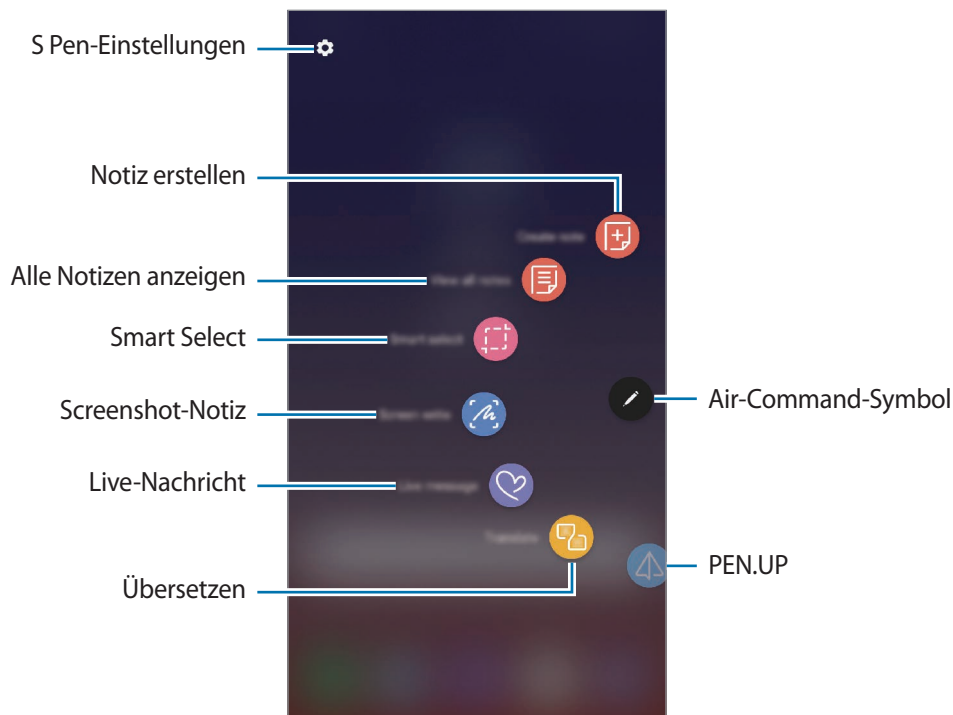 S Pen-Einstellungen
Notiz erstellen
Create note
Alle Notizen anzeigen
View all notes
Smart Select
Smart select
Screenshot-Notiz
Screen write
Air-Command-Symbol
Live-Nachricht
Live message
Translate
PEN.UP
Übersetzen